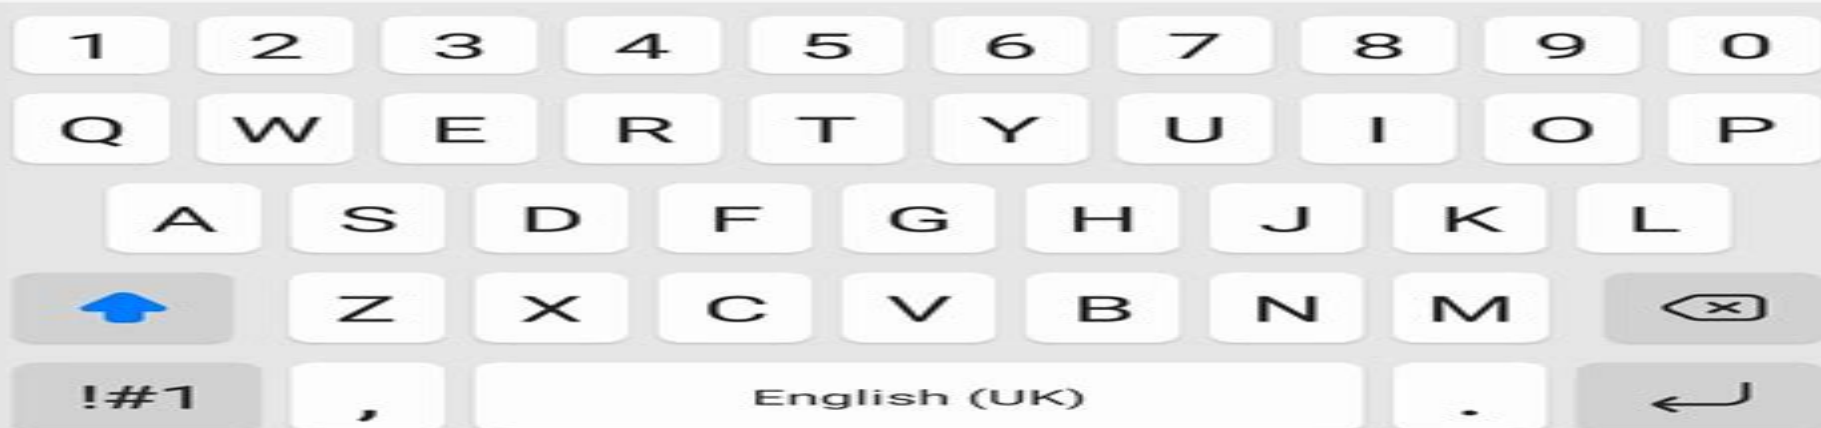 1 2 3 4 5 6 7 8 9 0
Q W E R T Y U I O P
A S D F G H J K L
Z X C V B N M
!#1 , English (UK) .